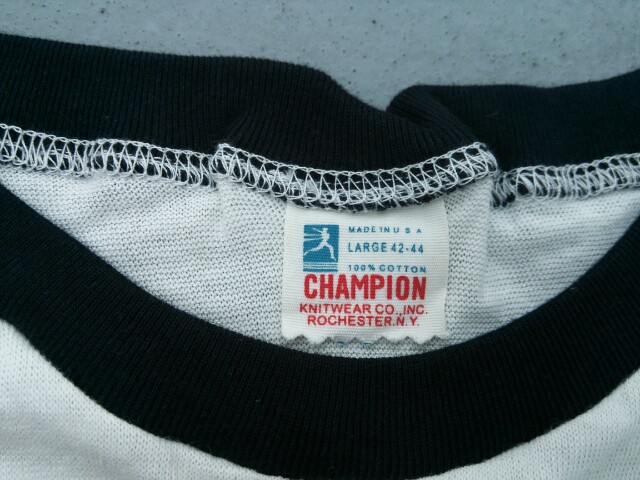 MADE IN U S A
LARGE 42-44
100% COTTON
CHAMPION
KNITWEAR CO., INC.
ROCHESTER.N.Y.